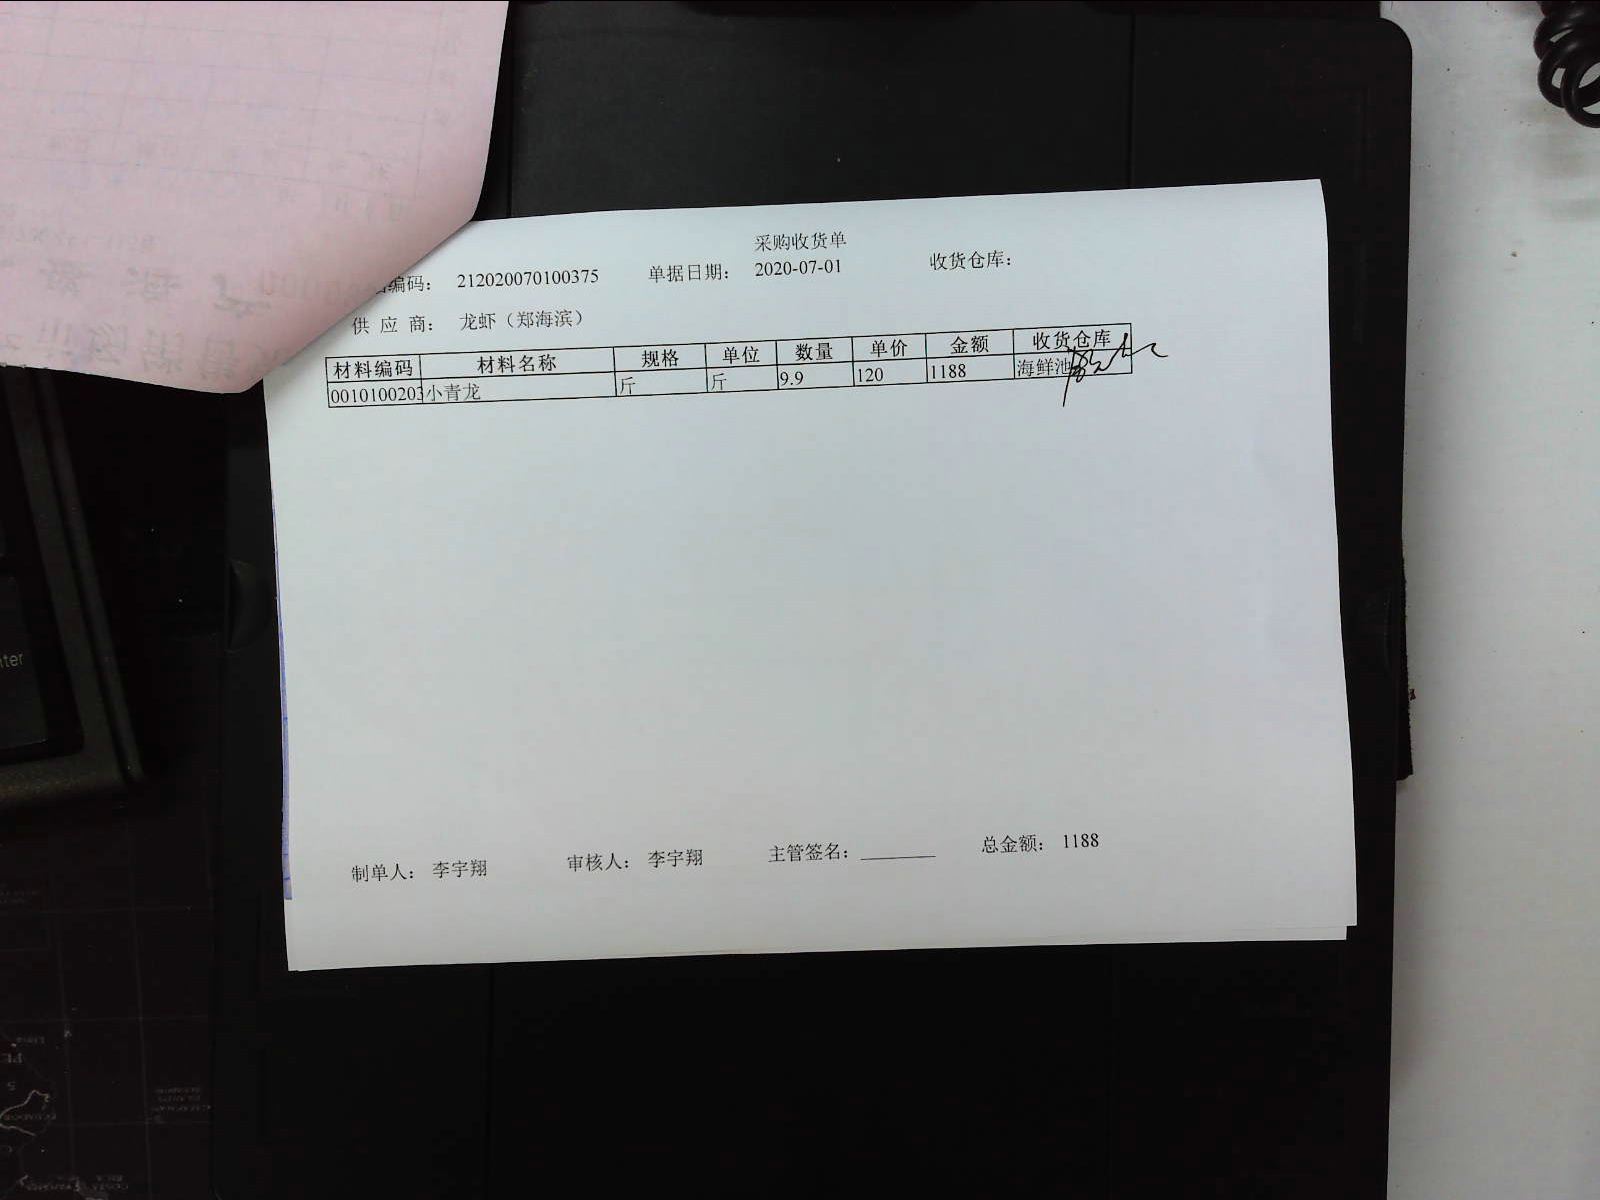 采购收货单
编码： 212020070100375 单据日期： 2020-07-01 收货仓库：
供 应 商： 龙虾（郑海滨）
材料编码 材料名称 规格 单位 数量 单价 金额 收货仓库
0010100203 小青龙 斤 斤 9.9 120 1188 海鲜池
制单人： 李宇翔 审核人： 李宇翔 主管签名： 总金额： 1188